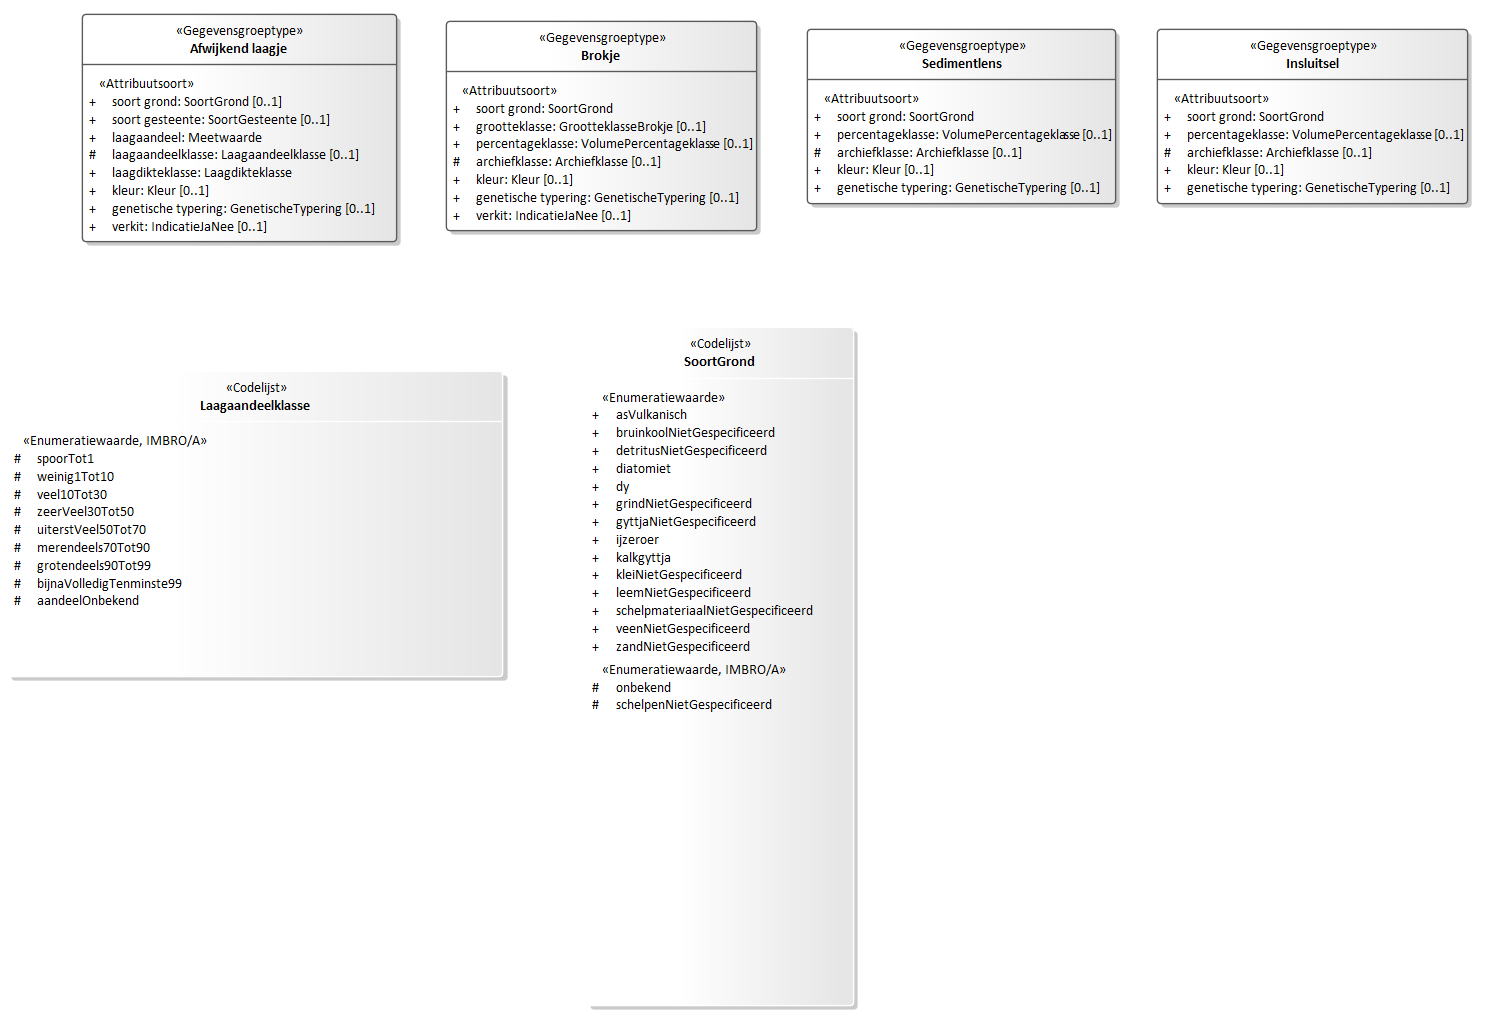 «Gegevensgroeptype»
Afwijkend laagje
«Attribuutsoort»
+ soort grond: SoortGrond [0..1]
+ soort gesteente: SoortGesteente [0..1]
+ laagaandeel: Meetwaarde
# laagaandeelklasse: Laagaandeelklasse [0..1]
+ laagdikteklasse: Laagdikteklasse
+ kleur: Kleur [0..1]
+ genetische typering: GenetischeTypering [0..1]
+ verkit: IndicatieJaNee [0..1]
«Gegevensgroeptype»
Brokje
«Attribuutsoort»
+ soort grond: SoortGrond
+ grootteklasse: GrootteklasseBrokje [0..1]
+ percentageklasse: VolumePercentageklasse [0..1]
# archiefklasse: Archiefklasse [0..1]
+ kleur: Kleur [0..1]
+ genetische typering: GenetischeTypering [0..1]
+ verkit: IndicatieJaNee [0..1]
«Gegevensgroeptype»
Sedimentlens
«Attribuutsoort»
+ soort grond: SoortGrond
+ percentageklasse: VolumePercentageklasse [0..1]
# archiefklasse: Archiefklasse [0..1]
+ kleur: Kleur [0..1]
+ genetische typering: GenetischeTypering [0..1]
«Gegevensgroeptype»
Insluitsel
«Attribuutsoort»
+ soort grond: SoortGrond
+ percentageklasse: VolumePercentageklasse [0..1]
# archiefklasse: Archiefklasse [0..1]
+ kleur: Kleur [0..1]
+ genetische typering: GenetischeTypering [0..1]
«Codelijst»
Laagaandeelklasse
«Enumeratiewaarde, IMBRO/A»
# spoorTot1
# weinig1Tot10
# veel10Tot30
# zeerVeel30Tot50
# uiterstVeel50Tot70
# merendeels70Tot90
# grotendeels90Tot99
# bijnaVolledigTenminste99
# aandeelOnbekend
«Codelijst»
SoortGrond
«Enumeratiewaarde»
+ asVulkanisch
+ bruinkoolNietGespecificeerd
+ detritusNietGespecificeerd
+ diatomiet
+ dy
+ grindNietGespecificeerd
+ gyttjaNietGespecificeerd
+ ijzeroer
+ kalkgyttja
+ kleiNietGespecificeerd
+ leemNietGespecificeerd
+ schelpmateriaalNietGespecificeerd
+ veenNietGespecificeerd
+ zandNietGespecificeerd
«Enumeratiewaarde, IMBRO/A»
# onbekend
# schelpenNietGespecificeerd